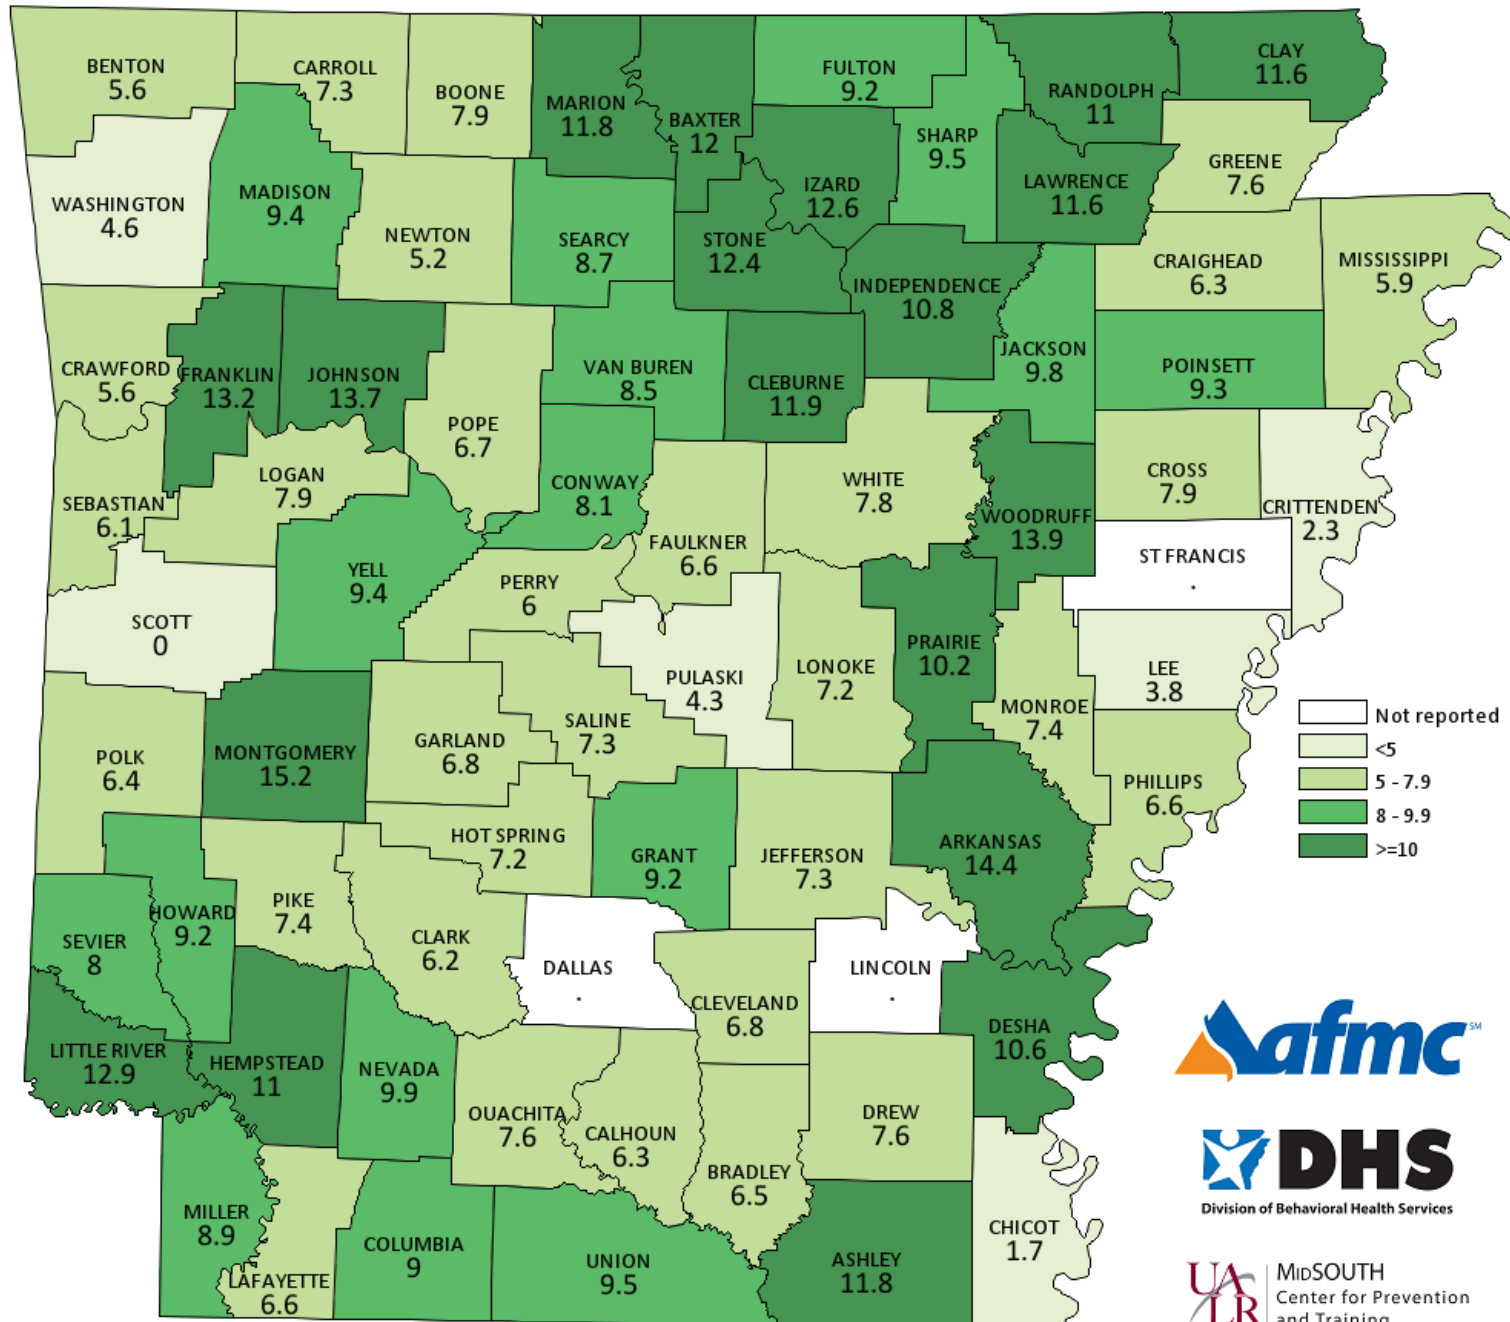 BENTON
5.6
CARROLL
7.3
BOONE
7.9
MARION
11.8
BAXTER
12
FULTON
9.2
SHARP
9.5
RANDOLPH
11
CLAY
11.6
GREENE
7.6
LAWRENCE
11.6
IZARD
12.6
WASHINGTON
4.6
MADISON
9.4
NEWTON
5.2
SEARCY
8.7
STONE
12.4
INDEPENDENCE
10.8
CRAIGHEAD
6.3
MISSISSIPPI
5.9
CRAWFORD
5.6
FRANKLIN
13.2
JOHNSON
13.7
POPE
6.7
VAN BUREN
8.5
CLEBURNE
11.9
JACKSON
9.8
POINSETT
9.3
SEBASTIAN
6.1
LOGAN
7.9
CONWAY
8.1
WHITE
7.8
WOODRUFF
13.9
CROSS
7.9
CRITTENDEN
2.3
FAULKNER
6.6
ST FRANCIS
.
YELL
9.4
PERRY
6
SCOTT
0
PULASKI
4.3
LONOKE
7.2
PRAIRIE
10.2
LEE
3.8
MONROE
7.4
POLK
6.4
MONTGOMERY
15.2
GARLAND
6.8
SALINE
7.3
PHILLIPS
6.6
Not reported
<5
5 - 7.9
8 - 9.9
>=10
HOT SPRING
7.2
GRANT
9.2
JEFFERSON
7.3
ARKANSAS
14.4
HOWARD
9.2
PIKE
7.4
SEVIER
8
CLARK
6.2
DALLAS
.
CLEVELAND
6.8
LINCOLN
.
DESHA
10.6
LITTLE RIVER
12.9
HEMPSTEAD
11
NEVADA
9.9
OUACHITA
7.6
CALHOUN
6.3
BRADLEY
6.5
DREW
7.6
MILLER
8.9
LAFAYETTE
6.6
COLUMBIA
9
UNION
9.5
ASHLEY
11.8
CHICOT
1.7
afmc SM
DHS
Division of Behavioral Health Services
UA
LR
MIDSOUTH
Center for Prevention
and Training